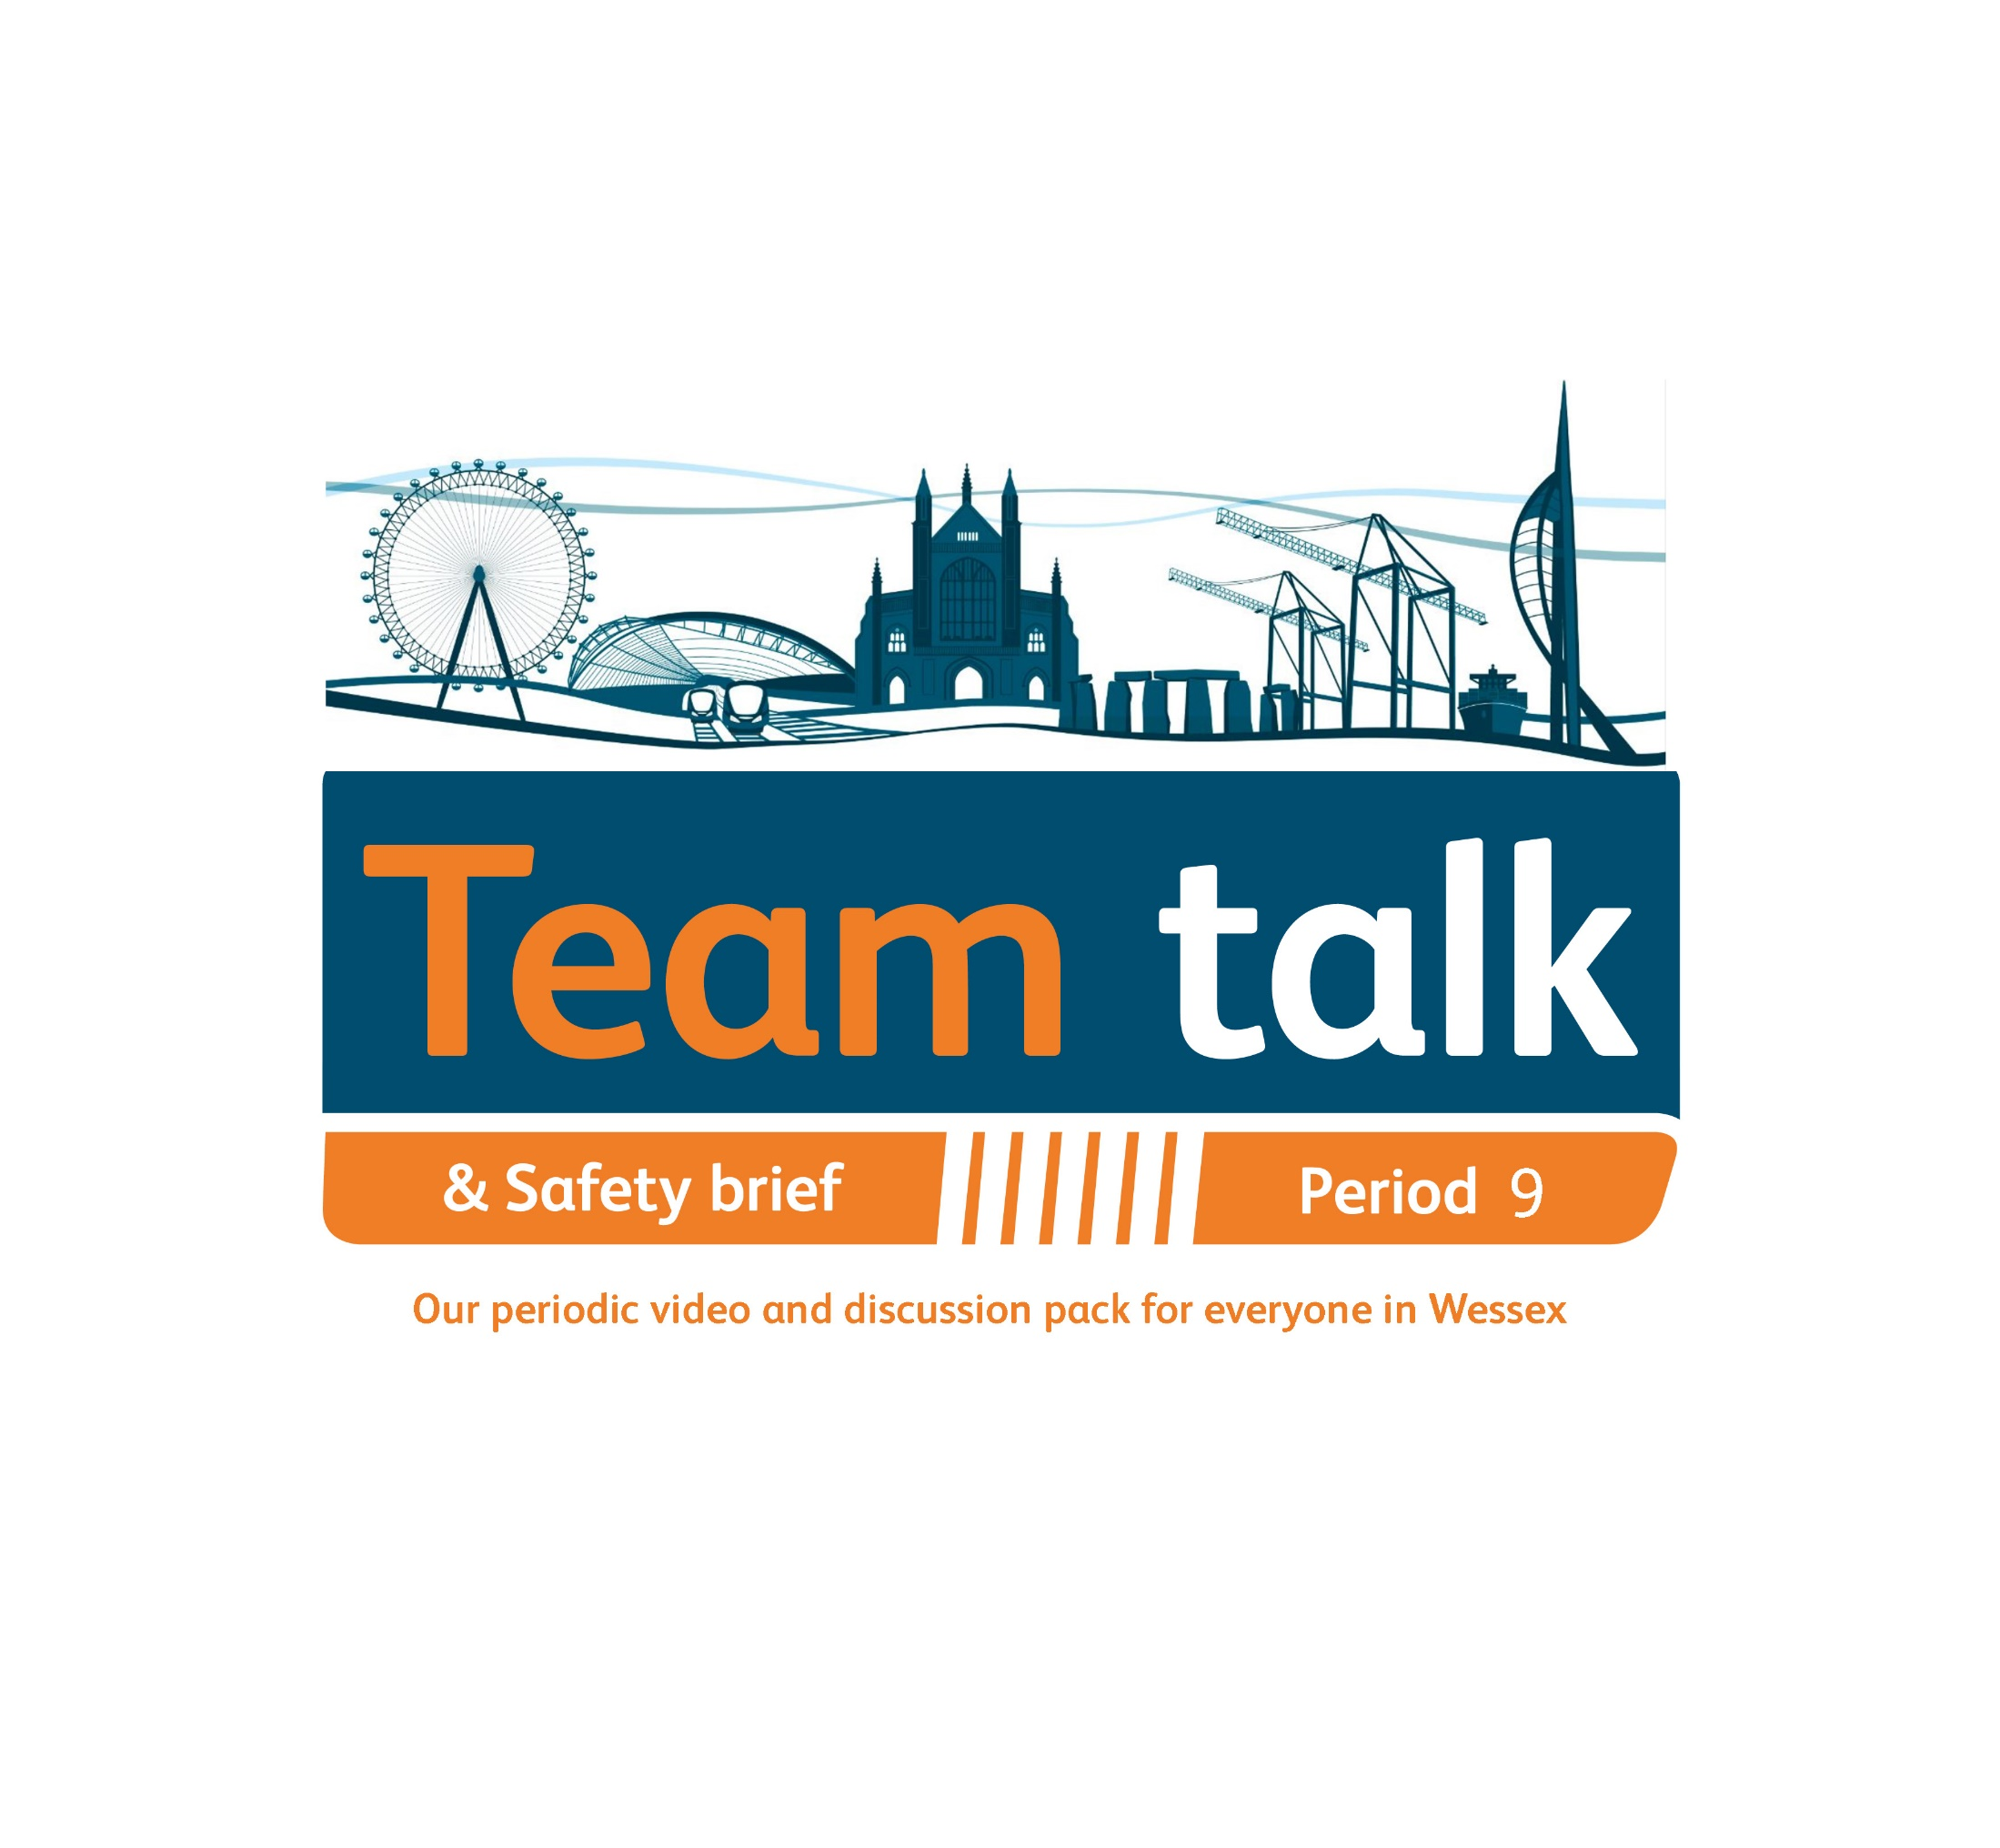 Team talk
& Safety brief Period 9
Our periodic video and discussion pack for everyone in Wessex